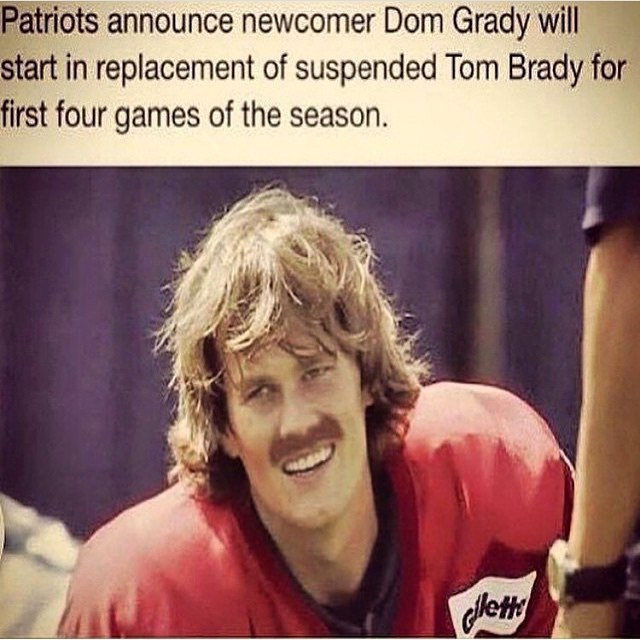 Patriots announce newcomer Dom Grady will
start in replacement of suspended Tom Brady for
first four games of the season.
Gillette